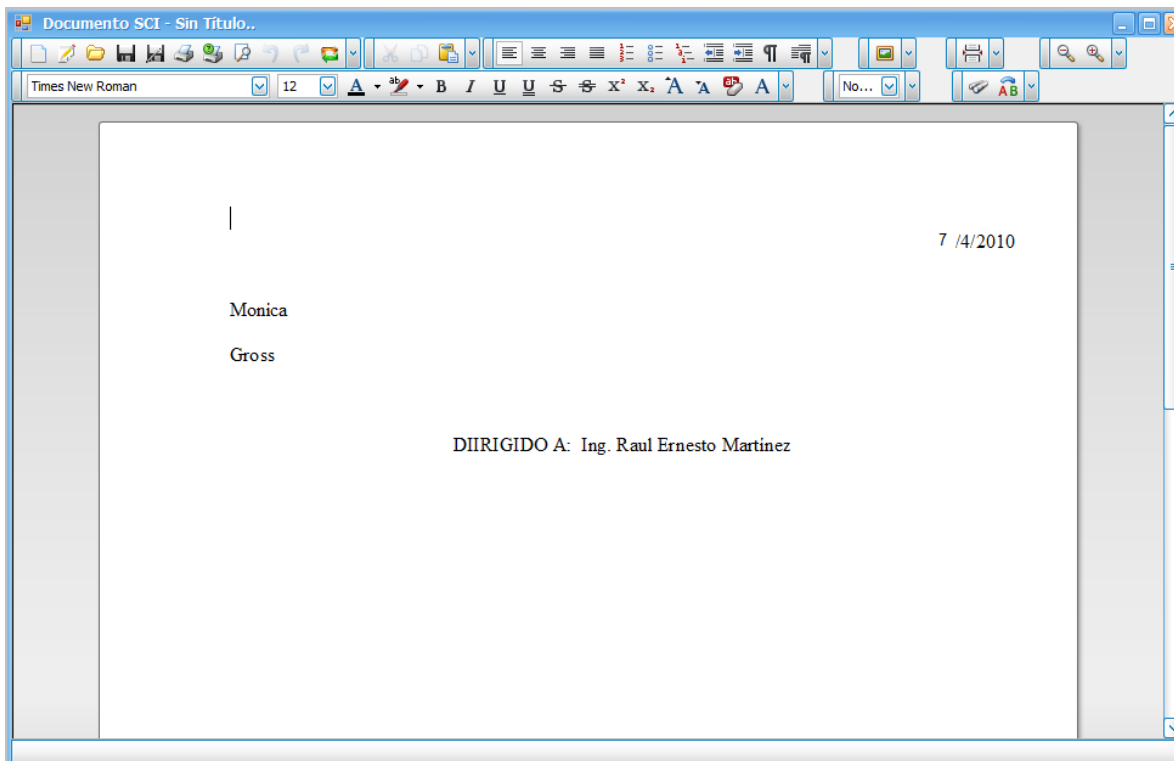 Documento SCI - Sin Título..
Times New Roman 12 No...
7 /4/2010
Monica
Gross
DIIRIGIDO A: Ing. Raul Ernesto Martinez